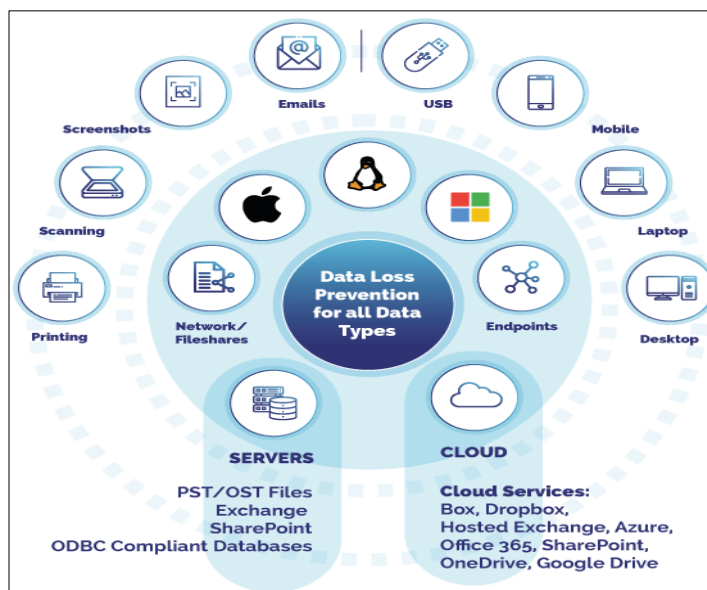 Emails
USB
Screenshots
Mobile
Scanning
Laptop
Printing
Network/
Fileshares
Data Loss
Prevention
for all Data
Types
Endpoints
Desktop
SERVERS
PST/OST Files
Exchange
SharePoint
ODBC Compliant Databases
CLOUD
Cloud Services:
Box, Dropbox,
Hosted Exchange, Azure,
Office 365, SharePoint,
OneDrive, Google Drive